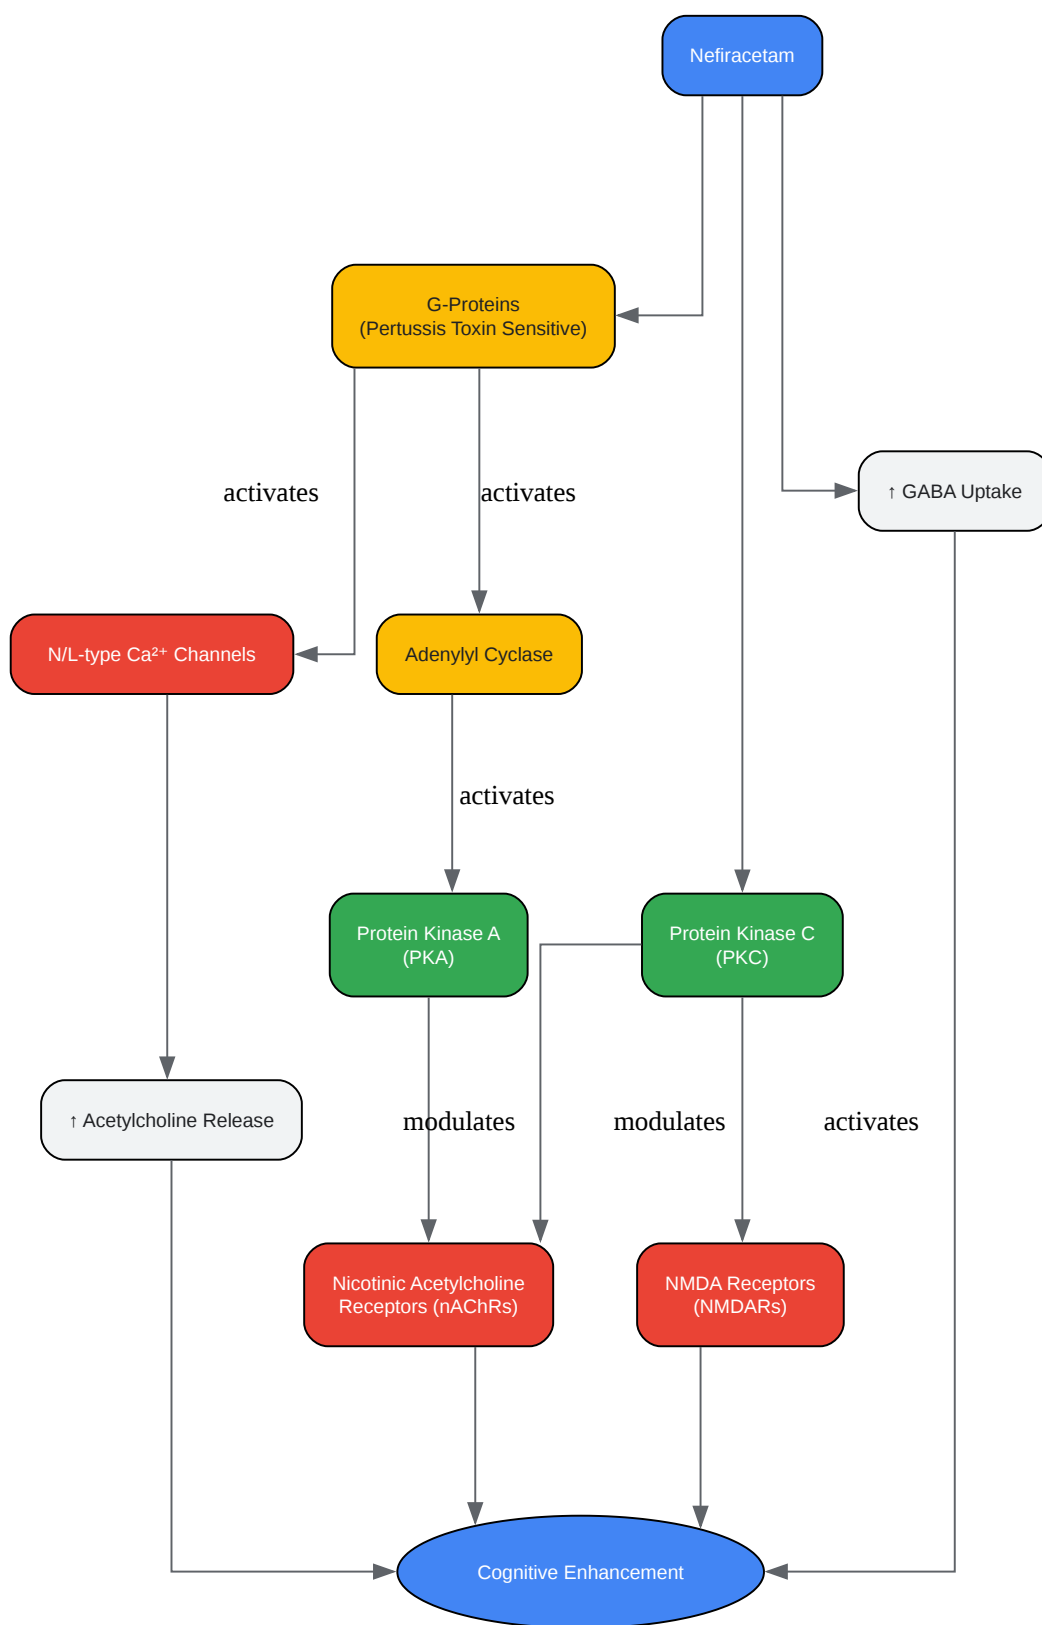 Nefiracetam
G-Proteins
(Pertussis Toxin Sensitive)
activates
activates
↑ GABA Uptake
N/L-type Ca²⁺ Channels
Adenylyl Cyclase
activates
Protein Kinase A
(PKA)
Protein Kinase C
(PKC)
↑ Acetylcholine Release
modulates
modulates
activates
Nicotinic Acetylcholine
Receptors (nAChRs)
NMDA Receptors
(NMDARs)
Cognitive Enhancement